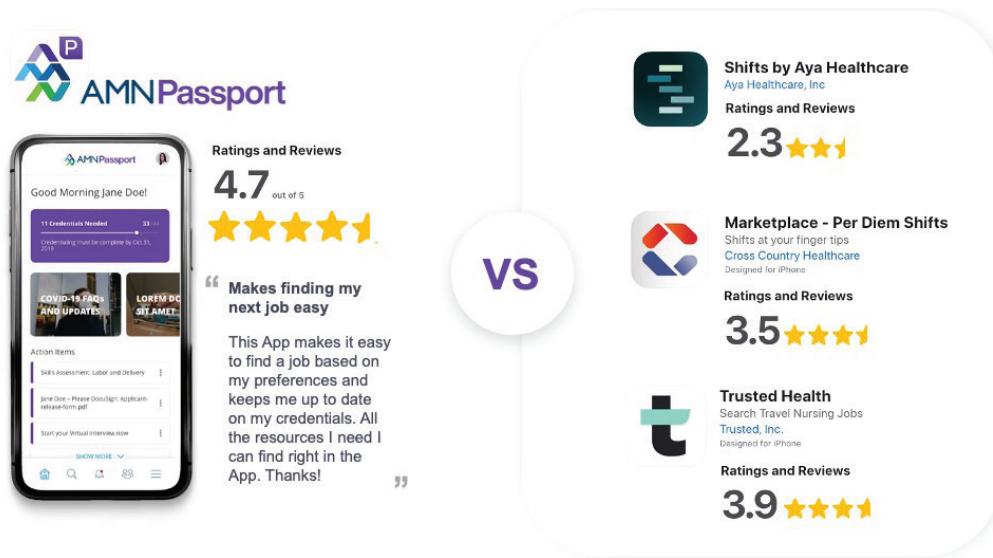 P
AMNPassport
AMNPassport
Good Morning Jane Doe!
11 Credentials Needed 33
Credentialing must be complete by Oct 31,
2019
COVID-19 FAQs
AND UPDATES
LOREM DO
SIT AMET
Action Items
Skills Assessment: Labor and Delivery
Jane Doe – Please DocuSign: Applicant-
release-form.pdf
Start your Virtual Interview now
SHOW MORE
Ratings and Reviews
4.7 out of 5
“ Makes finding my
next job easy
This App makes it easy
to find a job based on
my preferences and
keeps me up to date
on my credentials. All
the resources I need I
can find right in the
App. Thanks! ”
VS
Shifts by Aya Healthcare
Aya Healthcare, Inc
Ratings and Reviews
2.3
Marketplace - Per Diem Shifts
Shifts at your finger tips
Cross Country Healthcare
Designed for iPhone
Ratings and Reviews
3.5
t
Trusted Health
Search Travel Nursing Jobs
Trusted, Inc.
Designed for iPhone
Ratings and Reviews
3.9